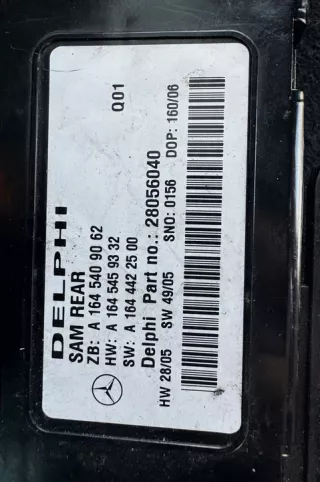 DELPHI
SAM REAR
ZB: A 164 540 90 62
HW: A 164 545 93 32
SW: A 164 442 25 00
Q01
Delphi Part no.: 28056040
HW 28/05 SW 49/05 SNO: 0156 DOP: 160/06